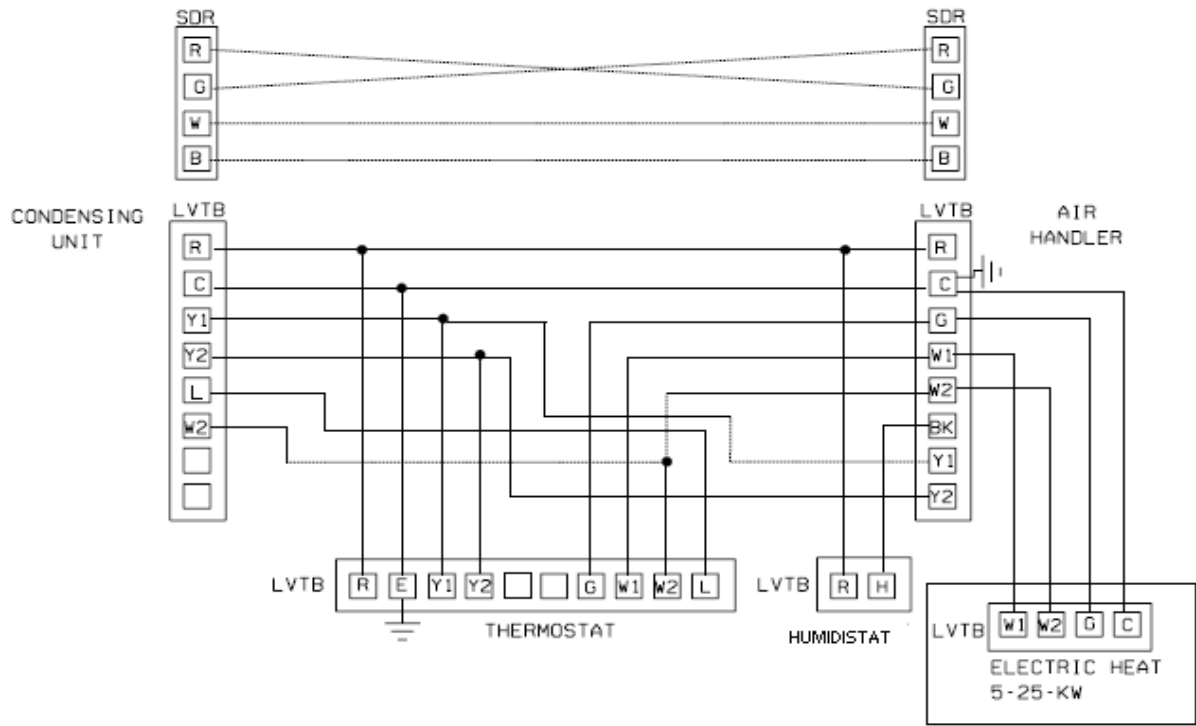 SDR
R
G
W
B
SDR
R
G
W
B
CONDENSING
UNIT
LVTB
R
C
Y1
Y2
L
W2
LVTB
R
C
G
W1
W2
BK
Y1
Y2
AIR
HANDLER
LVTB R E Y1 Y2 G W1 W2 L
THERMOSTAT
LVTB R H
HUMIDISTAT
LVTB W1 W2 G C
ELECTRIC HEAT
5-25-KW